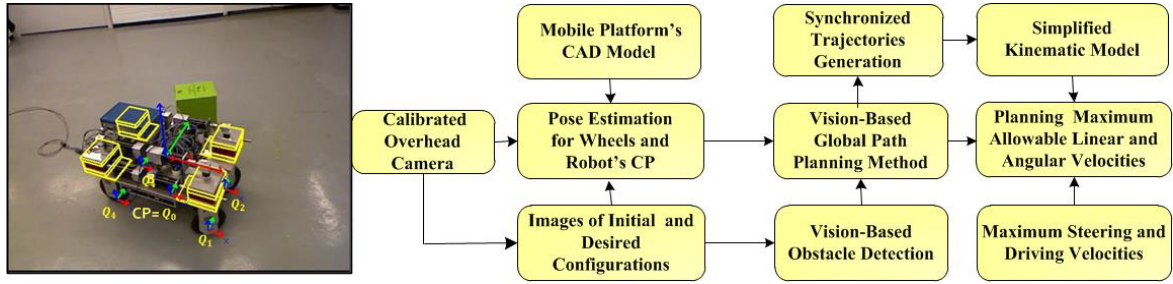 Q4
CP= Q0
Q2
Q1
x
Calibrated
Overhead
Camera
Mobile Platform's
CAD Model
Pose Estimation
for Wheels and
Robot's CP
Images of Initial and
Desired
Configurations
Synchronized
Trajectories
Generation
Vision-Based
Global Path
Planning Method
Vision-Based
Obstacle Detection
Simplified
Kinematic Model
Planning Maximum
Allowable Linear and
Angular Velocities
Maximum Steering and
Driving Velocities